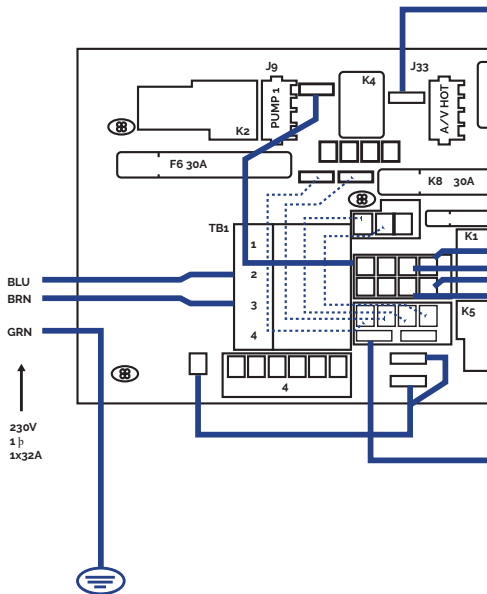 J9
J33
K4
PUMP 1
A/V HOT
K2
F6 30A
K8 30A
TB1
1
K1
2
BLU
BRN
3
K5
GRN
4
4
230V
1 þ
1x32A